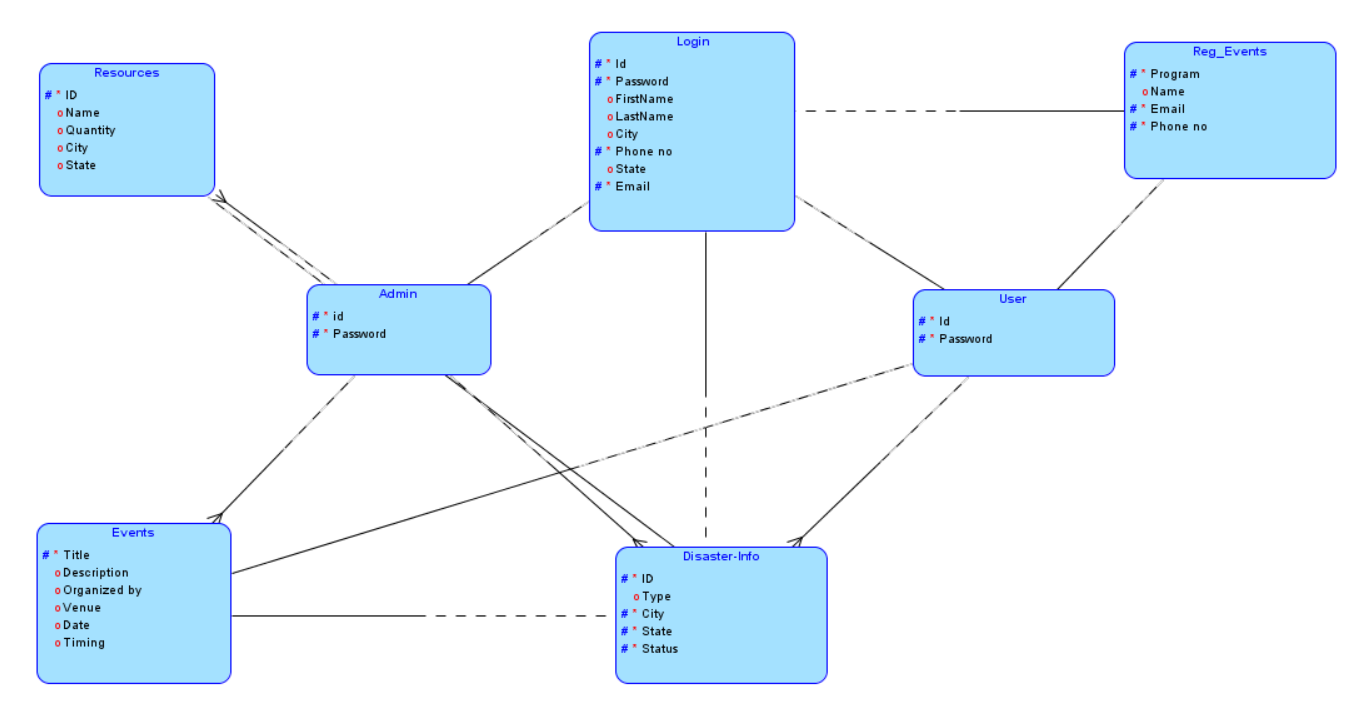 Login
# * Id
# * Password
o FirstName
o LastName
o City
# * Phone no
o State
# * Email
Reg_Events
# * Program
o Name
# * Email
# * Phone no
Resources
# * ID
o Name
o Quantity
o City
o State
Admin
# * id
# * Password
User
# * Id
# * Password
Events
# * Title
o Description
o Organized by
o Venue
o Date
o Timing
Disaster-Info
# * ID
o Type
# * City
# * State
# * Status